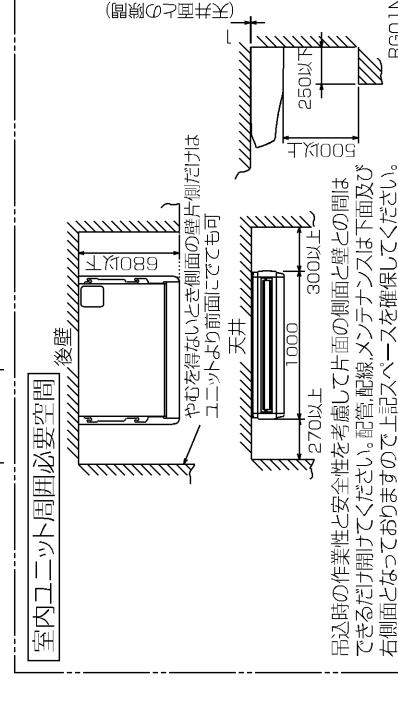 室内ユニット周囲必要空間
後壁
680以下
やむを得ないとき側面の壁片側だけは
ユニットより前面にでても可
天井
270以上
1000
300以上
1
(天井面との隙間)
250以下
500以上
吊込時の作業性と安全性を考慮して片面の側面と壁との間は
できるだけ開けてください。配管,配線,メンテナンスは下面及び
右側面となっておりますので上記スペースを確保してください。